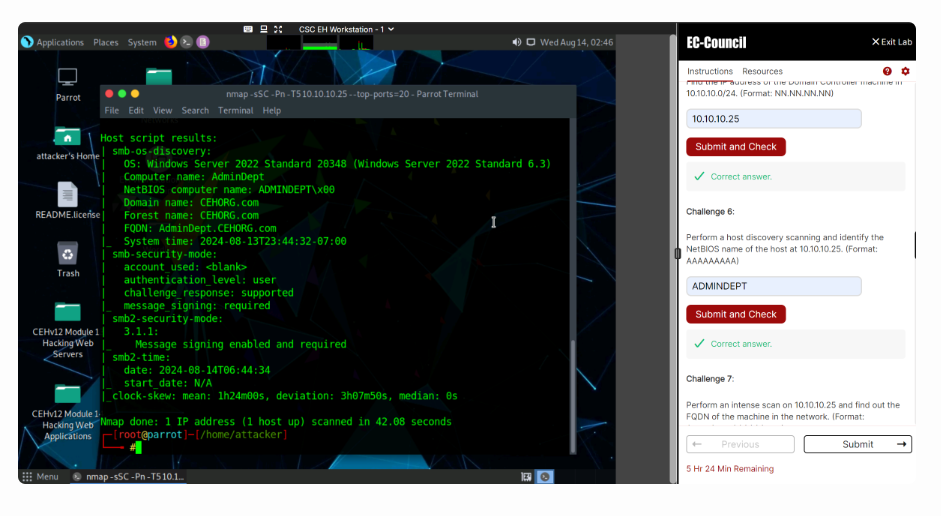 CSC EH Workstation - 1
Applications Places System
Wed Aug 14, 02:46
Parrot
attacker's Home
README.license
Trash
CEHv12 Module 1
Hacking Web
Servers
CEHv12 Module 1
Hacking Web
Applications
nmap -sSC -Pn -T5 10.10.10.25 --top-ports=20 - Parrot Terminal
File Edit View Search Terminal Help
Host script results:
| smb-os-discovery:
|   OS: Windows Server 2022 Standard 20348 (Windows Server 2022 Standard 6.3)
|   Computer name: AdminDept
|   NetBIOS computer name: ADMINDEPT\x00
|   Domain name: CEHORG.com
|   Forest name: CEHORG.com
|   FQDN: AdminDept.CEHORG.com
|_  System time: 2024-08-13T23:44:32-07:00
| smb-security-mode:
|   account_used: <blank>
|   authentication_level: user
|   challenge_response: supported
|_  message_signing: required
| smb2-security-mode:
|   3.1.1:
|_    Message signing enabled and required
| smb2-time:
|   date: 2024-08-14T06:44:34
|_  start_date: N/A
|_clock-skew: mean: 1h24m00s, deviation: 3h07m50s, median: 0s
Nmap done: 1 IP address (1 host up) scanned in 42.08 seconds
[root@parrot]-[/home/attacker]
#
Menu nmap -sSC -Pn -T5 10.1...
EC-Council
Exit Lab
Instructions Resources
Find the IP address of the Domain Controller machine in
10.10.10.0/24. (Format: NN.NN.NN.NN)
10.10.10.25
Submit and Check
Correct answer.
Challenge 6:
Perform a host discovery scanning and identify the
NetBIOS name of the host at 10.10.10.25. (Format:
AAAAAAAAA)
ADMINDEPT
Submit and Check
Correct answer.
Challenge 7:
Perform an intense scan on 10.10.10.25 and find out the
FQDN of the machine in the network. (Format:
← Previous
Submit →
5 Hr 24 Min Remaining